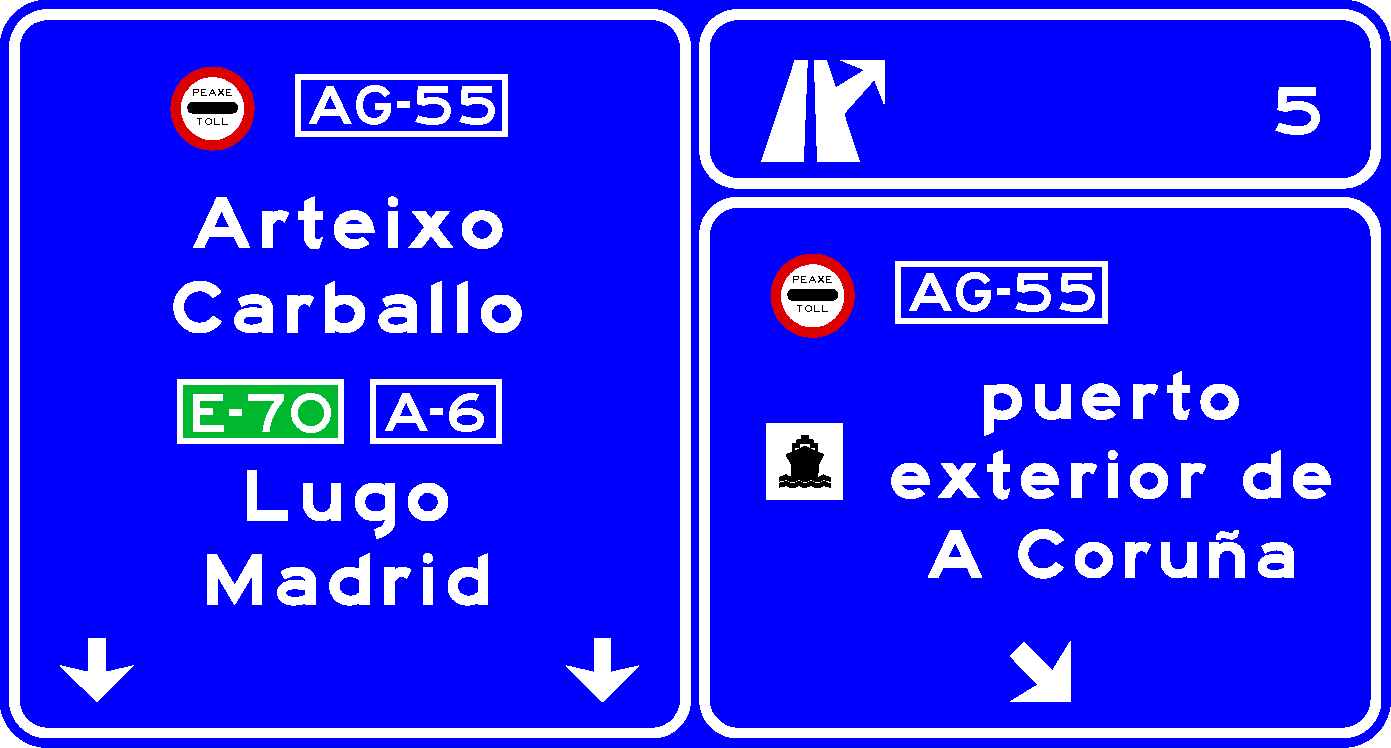 PEAXE
TOLL
AG-55
Arteixo
Carballo
E-70 A-6
Lugo
Madrid
5
PEAXE
TOLL
AG-55
puerto
exterior de
A Coruña